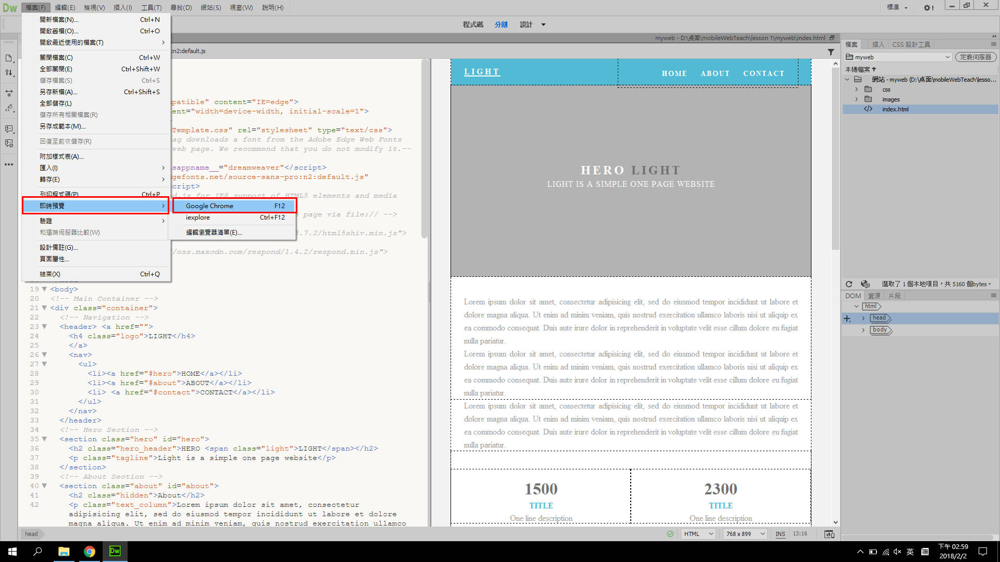 Dw 檔案(F) 編輯(E) 檢視(V) 插入(I) 工具(T) 尋找(D) 網站(S) 視窗(W) 說明(H) 標準
程式碼 分割 設計
開新檔案(N)... Ctrl+N
開啟舊檔(O)... Ctrl+O
開啟最近使用的檔案(T)
關閉檔案(C) Ctrl+W
全部關閉(E) Ctrl+Shift+W
儲存檔案(S) Ctrl+S
另存新檔(A)... Ctrl+Shift+S
全部儲存(L)
儲存所有相關檔案(R)
另存成範本(M)...
回復至前次儲存(R)
附加樣式表(A)...
匯入(I)
轉存(E)
列印程式碼(P) Ctrl+P
即時預覽
驗證
和遠端伺服器比較(W)
設計備註(G)...
頁面屬性...
結束(X) Ctrl+Q
Google Chrome F12
iexplore Ctrl+F12
編輯瀏覽器清單(E)...
myweb - D:\桌面\mobileWebTeach\lesson 1\myweb\index.html
:n2:default.js
patible" content="IE=edge">
ent="width=device-width, initial-scale=1">
Template.css" rel="stylesheet" type="text/css">
ag downloads a font from the Adobe Edge Web Fonts
web page. We recommend that you do not modify it.--
sappname__="dreamweaver"</script>
gefonts.net/source-sans-pro:n2:default.js"
cript>
d.js for IE8 support of HTML5 elements and media
e page via file:// -->
3.7.2/html5shiv.min.js">
//oss.maxcdn.com/respond/1.4.2/respond.min.js">
19 <body>
20 <!-- Main Container -->
21 <div class="container">
22 <!-- Navigation -->
23 <header> <a href="">
24 <h4 class="logo">LIGHT</h4>
25 </a>
26 <nav>
27 <ul>
28 <li><a href="#hero">HOME</a></li>
29 <li><a href="#about">ABOUT</a></li>
30 <li> <a href="#contact">CONTACT</a></li>
31 </ul>
32 </nav>
33 </header>
34 <!-- Hero Section -->
35 <section class="hero" id="hero">
36 <h2 class="hero_header">HERO <span class="light">LIGHT</span></h2>
37 <p class="tagline">Light is a simple one page website</p>
38 </section>
39 <!-- About Section -->
40 <section class="about" id="about">
41 <h2 class="hidden">About</h2>
42 <p class="text_column">Lorem ipsum dolor sit amet, consectetur
adipisicing elit, sed do eiusmod tempor incididunt ut labore et dolore
magna aliqua. Ut enim ad minim veniam, quis nostrud exercitation ullamco
head
LIGHT HOME ABOUT CONTACT
HERO LIGHT
LIGHT IS A SIMPLE ONE PAGE WEBSITE
Lorem ipsum dolor sit amet, consectetur adipisicing elit, sed do eiusmod tempor incididunt ut labore et
dolore magna aliqua. Ut enim ad minim veniam, quis nostrud exercitation ullamco laboris nisi ut aliquip ex
ea commodo consequat. Duis aute irure dolor in reprehenderit in voluptate velit esse cillum dolore eu fugiat
nulla pariatur.
Lorem ipsum dolor sit amet, consectetur adipisicing elit, sed do eiusmod tempor incididunt ut labore et
dolore magna aliqua. Ut enim ad minim veniam, quis nostrud exercitation ullamco laboris nisi ut aliquip ex
ea commodo consequat. Duis aute irure dolor in reprehenderit in voluptate velit esse cillum dolore eu fugiat
nulla pariatur.
Lorem ipsum dolor sit amet, consectetur adipisicing elit, sed do eiusmod tempor incididunt ut labore et
dolore magna aliqua. Ut enim ad minim veniam, quis nostrud exercitation ullamco laboris nisi ut aliquip ex
ea commodo consequat. Duis aute irure dolor in reprehenderit in voluptate velit esse cillum dolore eu fugiat
nulla pariatur.
1500 2300
TITLE TITLE
One line description One line description
HTML 768 x 899 INS 13:16
檔案 插入 CSS 設計工具
myweb 定義伺服器
本機檔案
網站 - myweb (D:\桌面\mobileWebTeach\lesso...
css
images
index.html
選取了 1 個本地項目，共 5160 個bytes。
DOM 資源 片段
html
head
body
Dw 英 下午 02:59
2018/2/2